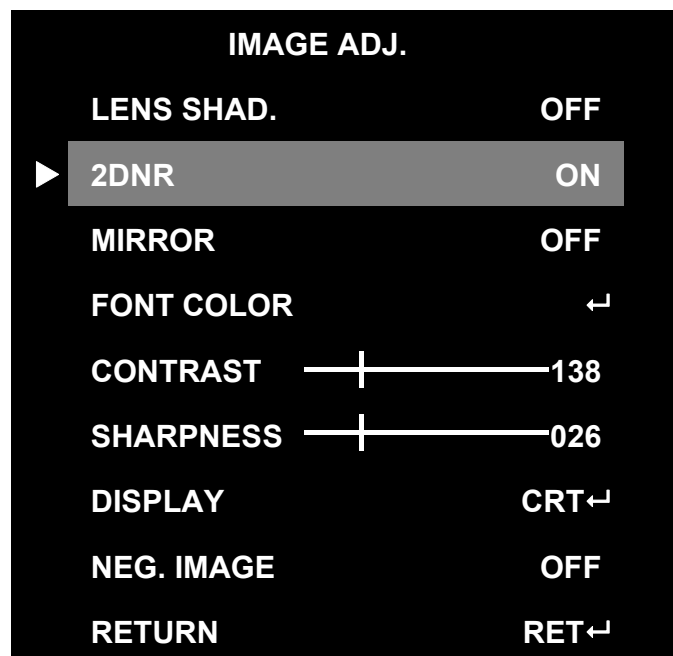 IMAGE ADJ.
LENS SHAD. OFF
2DNR ON
MIRROR OFF
FONT COLOR ↵
CONTRAST 138
SHARPNESS 026
DISPLAY CRT↵
NEG. IMAGE OFF
RETURN RET↵